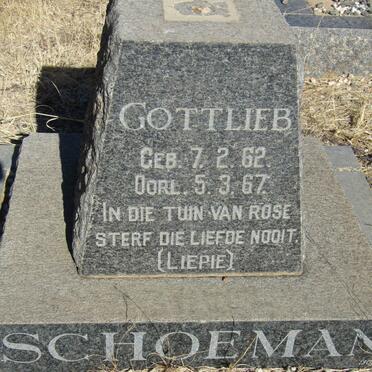 GOTTLIEB
GEB. 7. 2. 62.
OORL. 5. 3. 67.
IN DIE TUIN VAN ROSE
STERF DIE LIEFDE NOOIT.
(LIEPIE)
SCHOEMAN